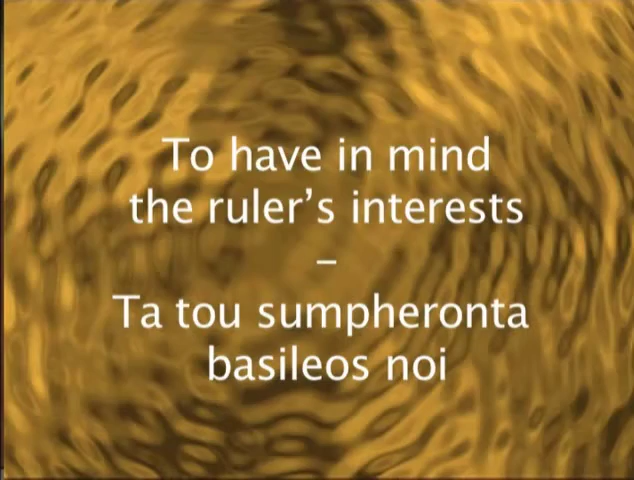 To have in mind
the ruler’s interests
–
Ta tou sumpheronta
basileos noi